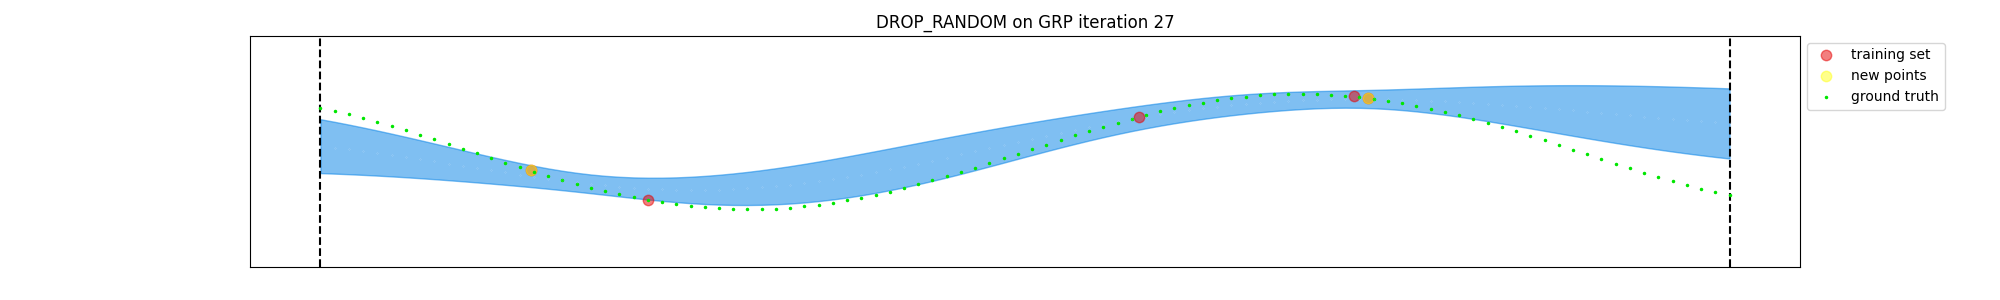 DROP_RANDOM on GRP iteration 27
training set
new points
ground truth